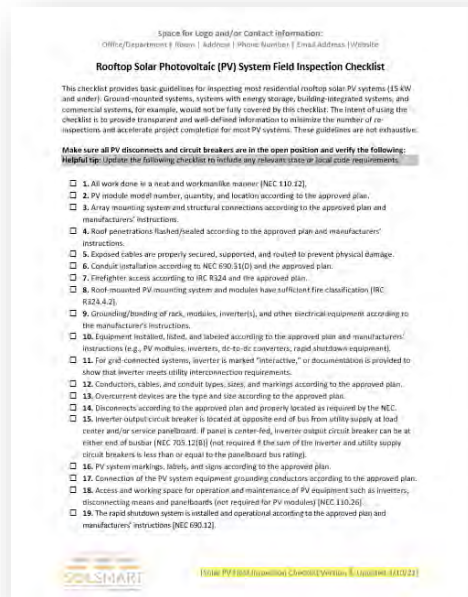 Space for Logo and/or Contact Information:
Office/Department | Room | Address | Phone Number | Email Address | Website
Rooftop Solar Photovoltaic (PV) System Field Inspection Checklist
This checklist provides basic guidelines for inspecting most residential rooftop solar PV systems (15 kW
and under). Ground-mounted systems, systems with energy storage, building-integrated systems, and
commercial systems, for example, would not be fully covered by this checklist. The intent of using the
checklist is to provide transparent and well-defined information to minimize the number of re-
inspections and accelerate project completion for most PV systems. These guidelines are not exhaustive.
Make sure all PV disconnects and circuit breakers are in the open position and verify the following:
Helpful tip: Update the following checklist to include any relevant state or local code requirements.
☐ 1. All work done in a neat and workmanlike manner [NEC 110.12].
☐ 2. PV module model number, quantity, and location according to the approved plan.
☐ 3. Array mounting system and structural connections according to the approved plan and
manufacturers' instructions.
☐ 4. Roof penetrations flashed/sealed according to the approved plan and manufacturers'
instructions.
☐ 5. Exposed cables are properly secured, supported, and routed to prevent physical damage.
☐ 6. Conduit installation according to NEC 690.31(D) and the approved plan.
☐ 7. Firefighter access according to IRC R324 and the approved plan.
☐ 8. Roof-mounted PV mounting system and modules have sufficient fire classification [IRC
R324.4.2].
☐ 9. Grounding/bonding of rack, modules, inverter(s), and other electrical equipment according to
the manufacturer's instructions.
☐ 10. Equipment installed, listed, and labeled according to the approved plan and manufacturers'
instructions (e.g., PV modules, inverters, dc-to-dc converters, rapid shutdown equipment).
☐ 11. For grid-connected systems, inverter is marked "interactive," or documentation is provided to
show that inverter meets utility interconnection requirements.
☐ 12. Conductors, cables, and conduit types, sizes, and markings according to the approved plan.
☐ 13. Overcurrent devices are the type and size according to the approved plan.
☐ 14. Disconnects according to the approved plan and properly located as required by the NEC.
☐ 15. Inverter output circuit breaker is located at opposite end of bus from utility supply at load
center and/or service panelboard. If panel is center-fed, inverter output circuit breaker can be at
either end of busbar [NEC 705.12(B)] (not required if the sum of the inverter and utility supply
circuit breakers is less than or equal to the panelboard bus rating).
☐ 16. PV system markings, labels, and signs according to the approved plan.
☐ 17. Connection of the PV system equipment grounding conductors according to the approved plan.
☐ 18. Access and working space for operation and maintenance of PV equipment such as inverters,
disconnecting means and panelboards (not required for PV modules) [NEC 110.26].
☐ 19. The rapid shutdown system is installed and operational according to the approved plan and
manufacturers' instructions [NEC 690.12].
SOLSMART
[Solar PV Field Inspection Checklist Version